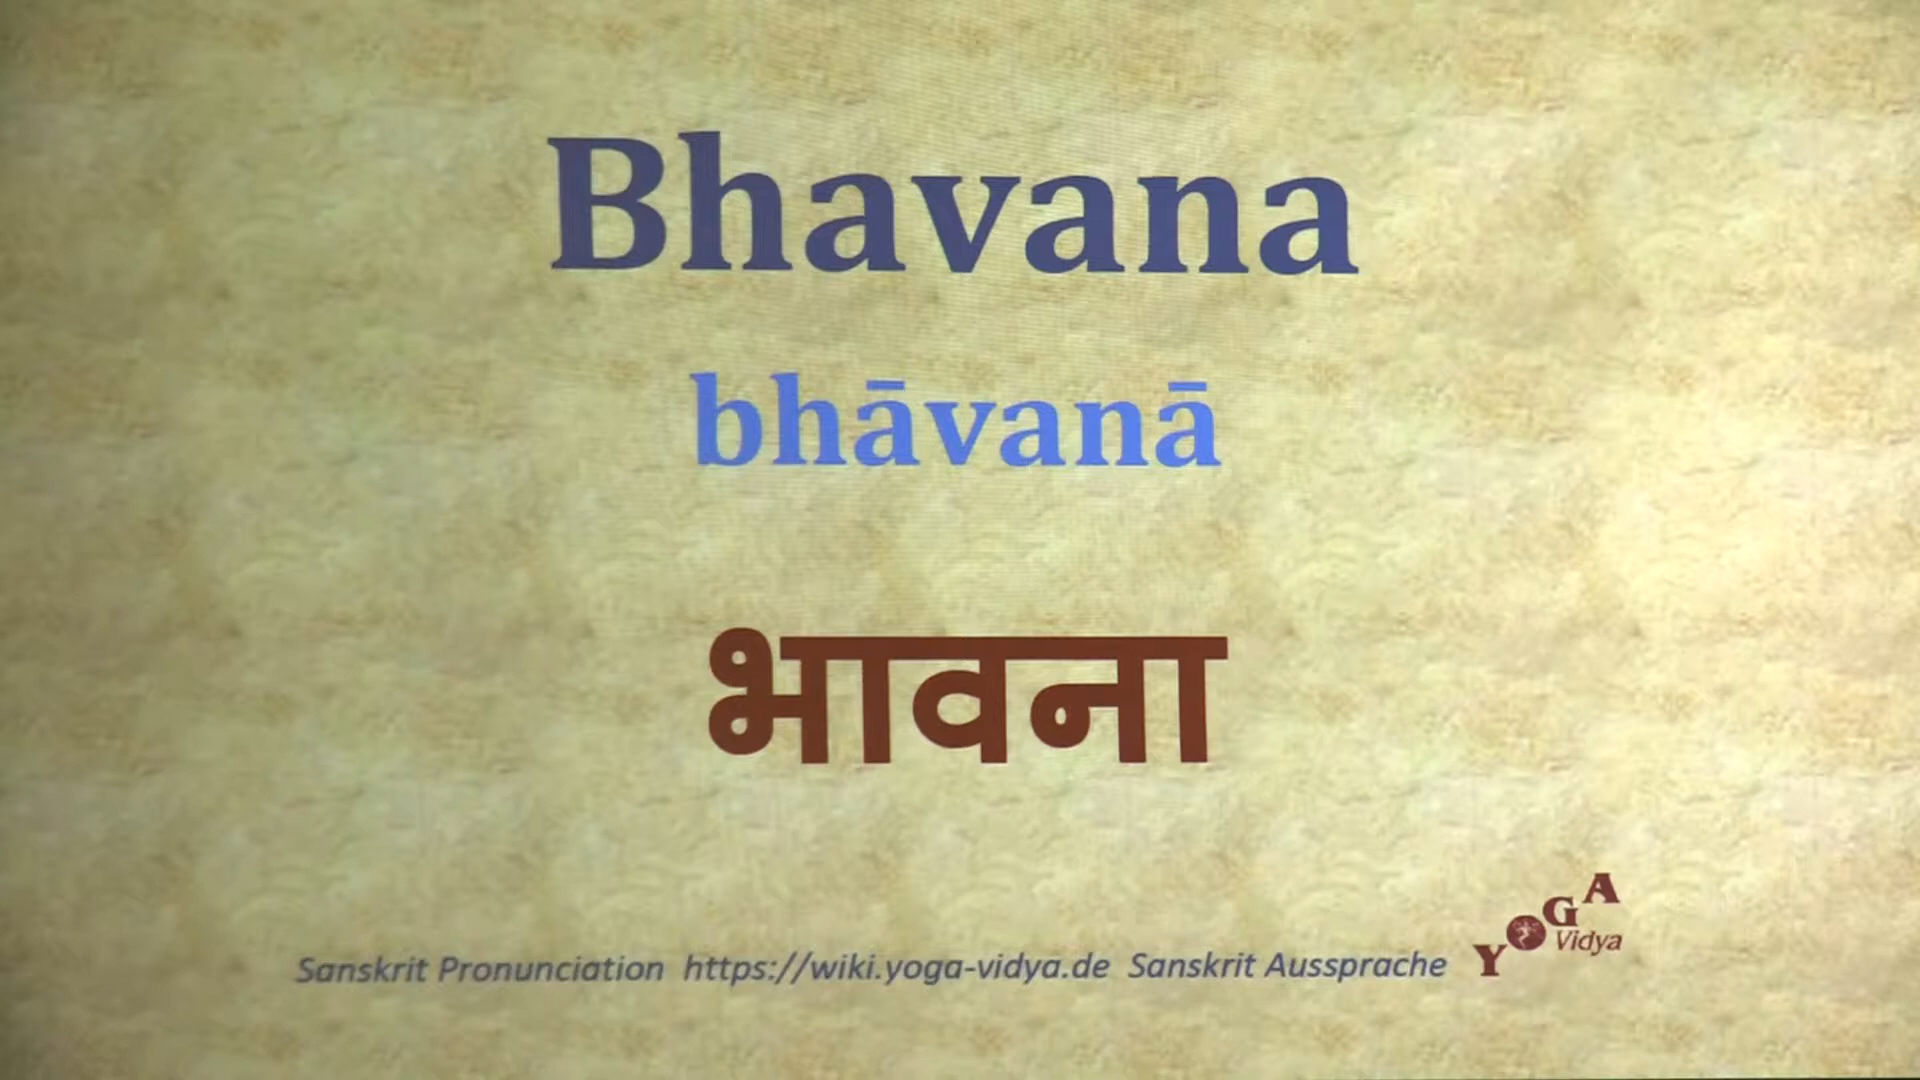 Bhavana
bhāvanā
भावना
Sanskrit Pronunciation https://wiki.yoga-vidya.de Sanskrit Aussprache
YOGA
Vidya